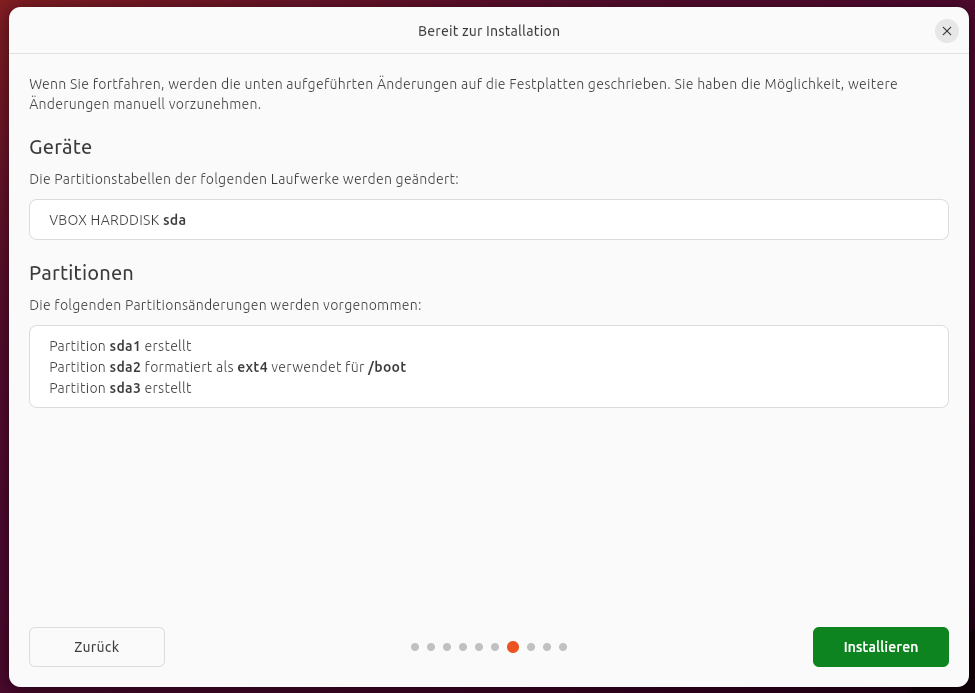 Bereit zur Installation
Wenn Sie fortfahren, werden die unten aufgeführten Änderungen auf die Festplatten geschrieben. Sie haben die Möglichkeit, weitere
Änderungen manuell vorzunehmen.
Geräte
Die Partitionstabellen der folgenden Laufwerke werden geändert:
VBOX HARDDISK sda
Partitionen
Die folgenden Partitionsänderungen werden vorgenommen:
Partition sda1 erstellt
Partition sda2 formatiert als ext4 verwendet für /boot
Partition sda3 erstellt
Zurück
Installieren